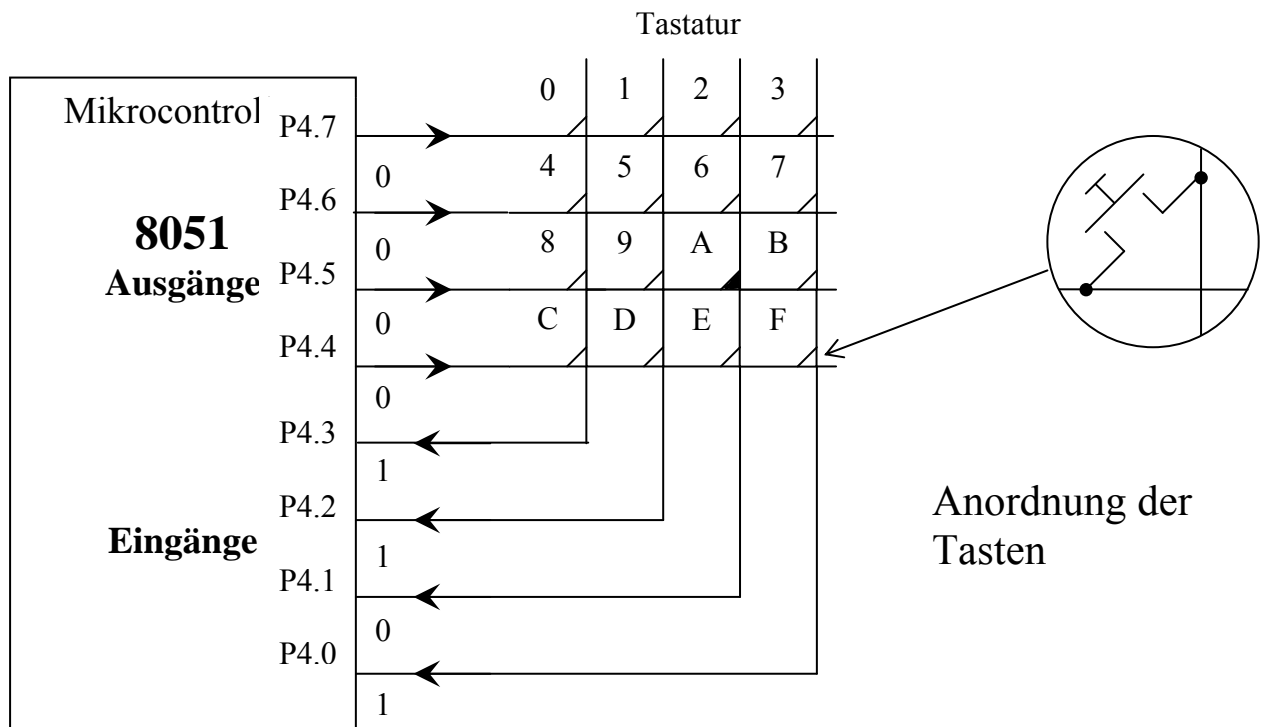 Tastatur
Mikrocontrol
0 1 2 3
P4.7
0
4 5 6 7
P4.6
8051
0
8 9 A B
P4.5
Ausgänge
0
C D E F
P4.4
0
P4.3
1
P4.2
Eingänge
1
P4.1
0
P4.0
1
Anordnung der
Tasten